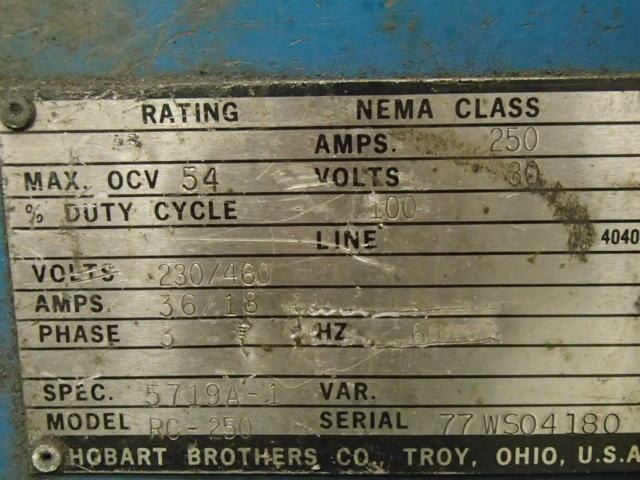 RATING NEMA CLASS
AMPS. 250
MAX. OCV 54 VOLTS 30
% DUTY CYCLE 100
LINE 4040
VOLTS 230/460
AMPS. 36/18
PHASE 3 HZ 60
SPEC. 5719A-1 VAR.
MODEL RC-250 SERIAL 77WS04180
HOBART BROTHERS CO., TROY, OHIO, U.S.A